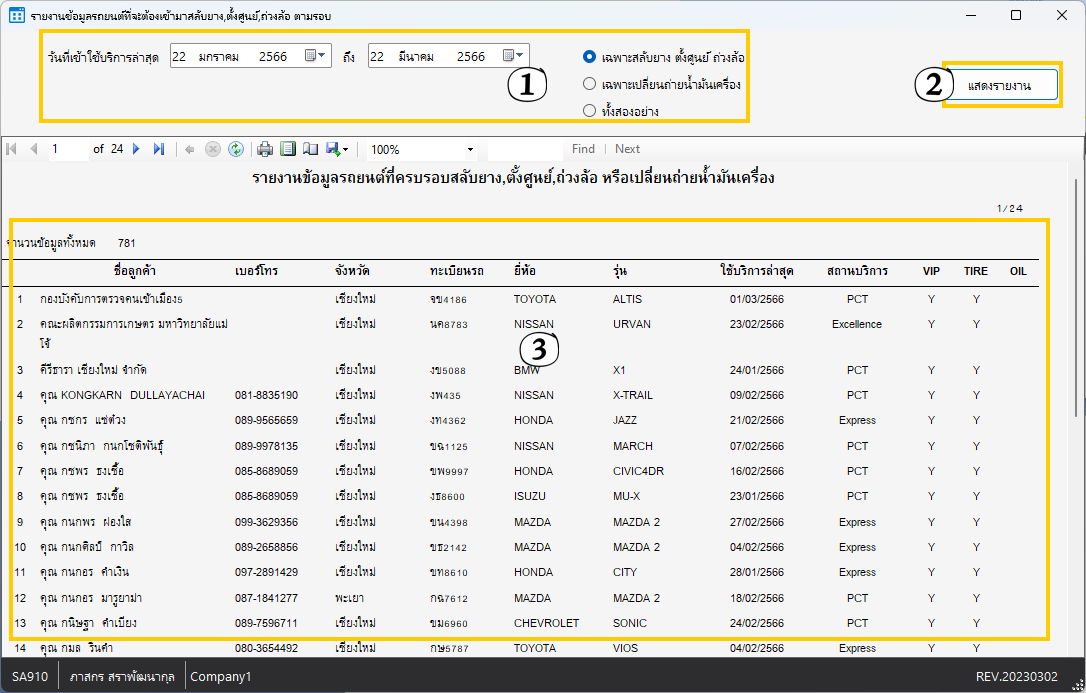 รายงานข้อมูลรถยนต์ที่จะต้องเข้ามาสลับยาง,ตั้งศูนย์,ถ่วงล้อ ตามรอบ
วันที่เข้าใช้บริการล่าสุด 22 มกราคม 2566 ถึง 22 มีนาคม 2566
เฉพาะสลับยาง ตั้งศูนย์ ถ่วงล้อ
เฉพาะเปลี่ยนถ่ายน้ำมันเครื่อง
ทั้งสองอย่าง
1
2
แสดงรายงาน
1 of 24 100% Find Next
รายงานข้อมูลรถยนต์ที่ครบรอบสลับยาง,ตั้งศูนย์,ถ่วงล้อ หรือเปลี่ยนถ่ายน้ำมันเครื่อง
1/24
จำนวนข้อมูลทั้งหมด 781
ชื่อลูกค้า เบอร์โทร จังหวัด ทะเบียนรถ ยี่ห้อ รุ่น ใช้บริการล่าสุด สถานบริการ VIP TIRE OIL
1 กองบังคับการตรวจคนเข้าเมือง5 เชียงใหม่ จข4186 TOYOTA ALTIS 01/03/2566 PCT Y Y
2 คณะผลิตกรรมการเกษตร มหาวิทยาลัยแม่ เชียงใหม่ นค8783 NISSAN URVAN 23/02/2566 Excellence Y Y
โจ้
3
3 คีรีธารา เชียงใหม่ จำกัด เชียงใหม่ งข5088 BMW X1 24/01/2566 PCT Y Y
4 คุณ KONGKARN DULLAYACHAI 081-8835190 เชียงใหม่ งพ435 NISSAN X-TRAIL 09/02/2566 PCT Y Y
5 คุณ กชกร แซ่ต๋วง 089-9565659 เชียงใหม่ งท4362 HONDA JAZZ 21/02/2566 Express Y Y
6 คุณ กชนิภา กนกโชติพันธุ์ 089-9978135 เชียงใหม่ ขฉ1125 NISSAN MARCH 07/02/2566 PCT Y Y
7 คุณ กชพร ธงเชื้อ 085-8689059 เชียงใหม่ ขพ9997 HONDA CIVIC4DR 16/02/2566 PCT Y Y
8 คุณ กชพร ธงเชื้อ 085-8689059 เชียงใหม่ งธ8600 ISUZU MU-X 23/01/2566 PCT Y Y
9 คุณ กนกพร ผ่องใส 099-3629356 เชียงใหม่ ขน4398 MAZDA MAZDA 2 27/02/2566 Express Y Y
10 คุณ กนกศิลป์ กาวิล 089-2658856 เชียงใหม่ ขธ2142 MAZDA MAZDA 2 04/02/2566 Express Y Y
11 คุณ กนกอร คำเงิน 097-2891429 เชียงใหม่ ขท8610 HONDA CITY 28/01/2566 Express Y Y
12 คุณ กนกอร มารูยาม่า 087-1841277 พะเยา กฉ7612 MAZDA MAZDA 2 18/02/2566 PCT Y Y
13 คุณ กนิษฐา คำเบียง 089-7596711 เชียงใหม่ ขม6960 CHEVROLET SONIC 24/02/2566 PCT Y Y
14 คุณ กมล วินคำ 080-3654492 เชียงใหม่ กษ5787 TOYOTA VIOS 04/02/2566 Express Y Y
SA910 ภาสกร สราพัฒนากุล Company1 REV.20230302